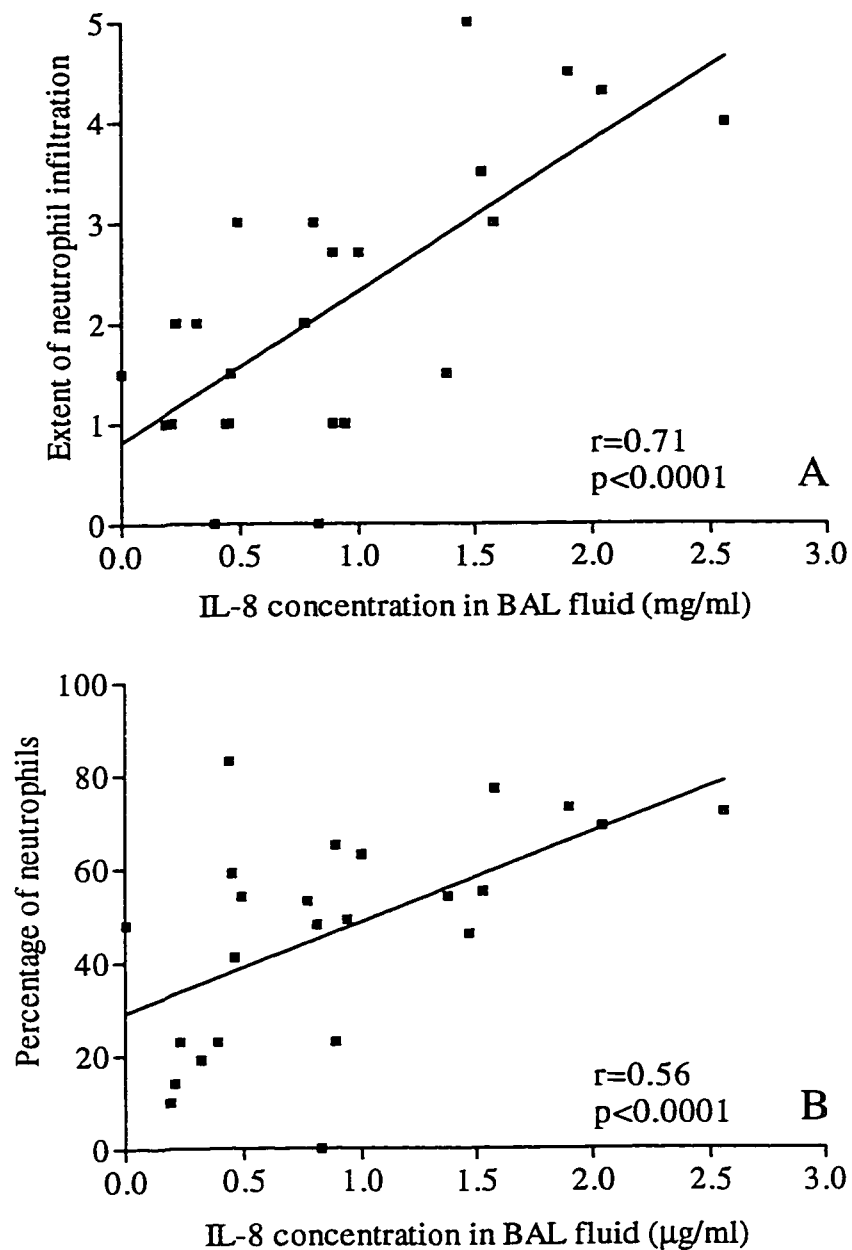 Extent of neutrophil infiltration
5
4
3
2
1
0
0.0 0.5 1.0 1.5 2.0 2.5 3.0
r=0.71
p<0.0001
A
IL-8 concentration in BAL fluid (mg/ml)
Percentage of neutrophils
100
80
60
40
20
0
0.0 0.5 1.0 1.5 2.0 2.5 3.0
r=0.56
p<0.0001
B
IL-8 concentration in BAL fluid (μg/ml)